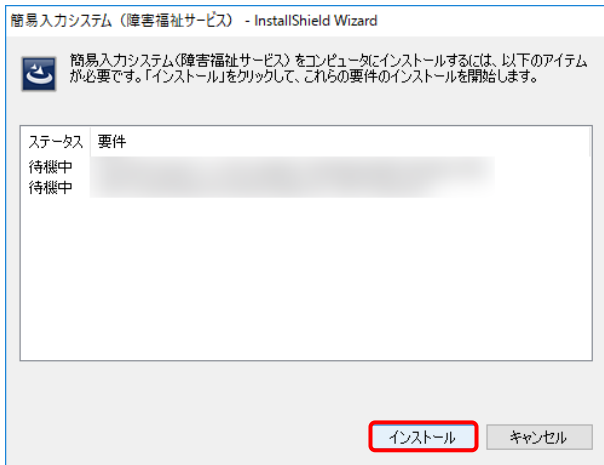 簡易入力システム（障害福祉サービス） - InstallShield Wizard
簡易入力システム(障害福祉サービス) をコンピュータにインストールするには、以下のアイテム
が必要です。「インストール」をクリックして、これらの要件のインストールを開始します。
ステータス 要件
待機中
待機中
インストール キャンセル